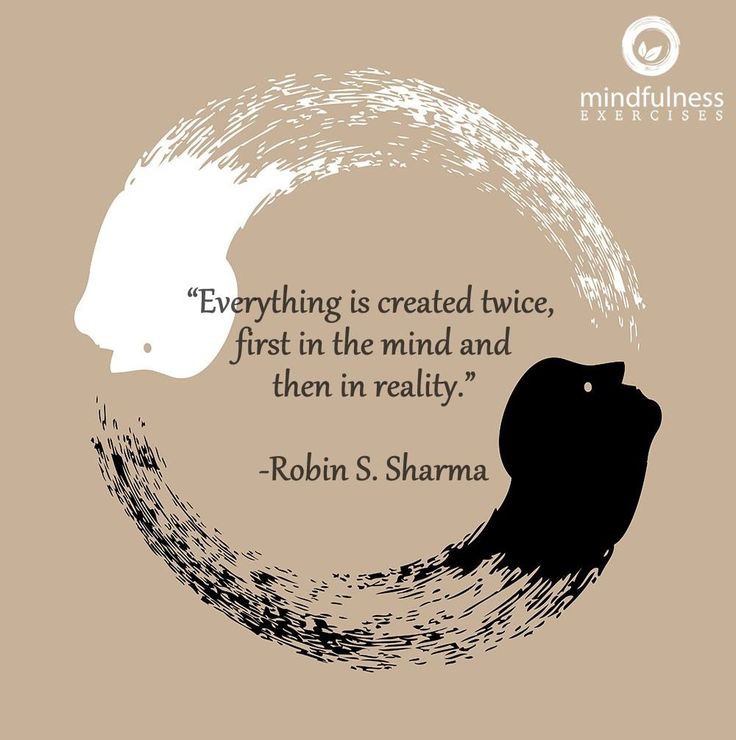 mindfulness
EXERCISES
“Everything is created twice,
first in the mind and
then in reality.”
-Robin S. Sharma